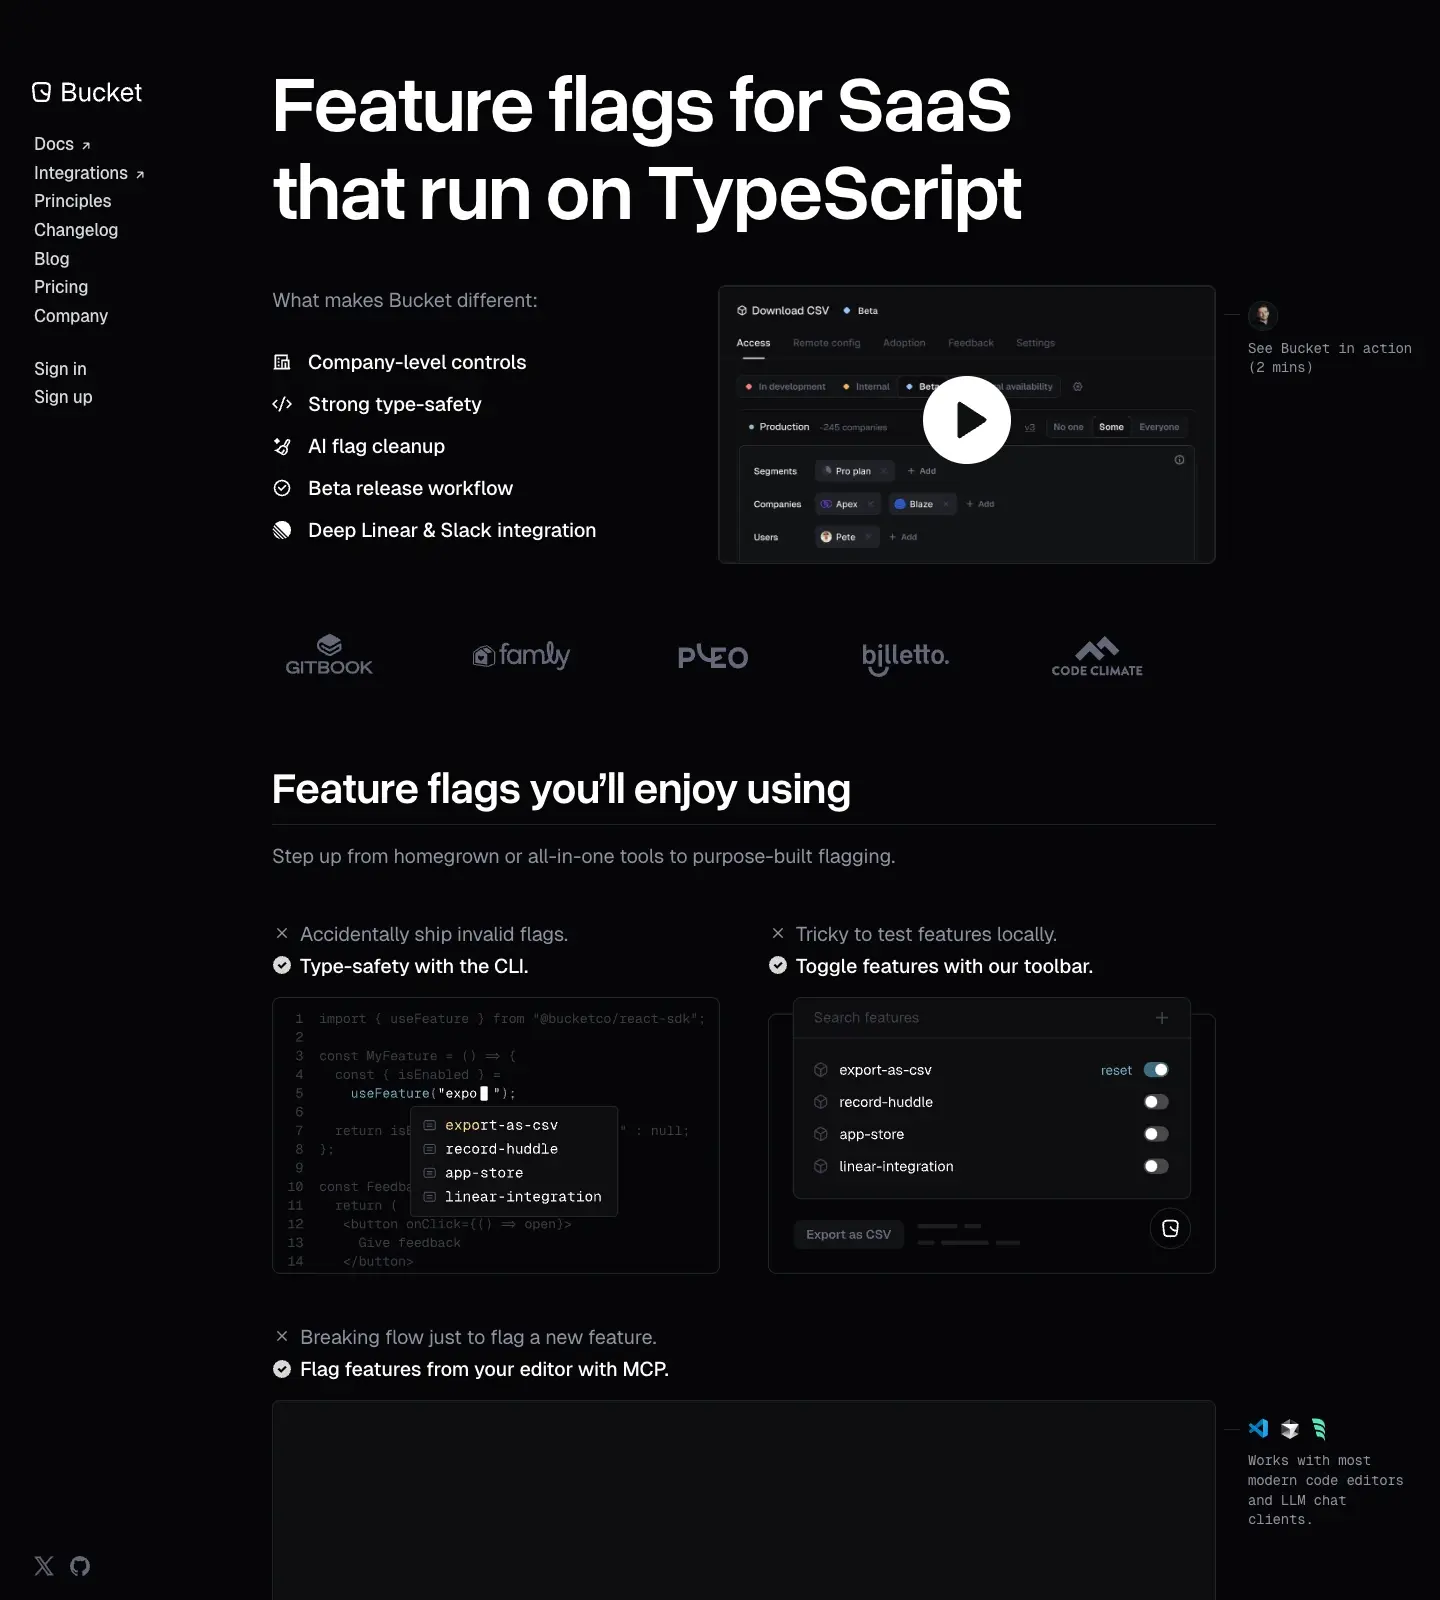 Bucket
Docs ↗
Integrations ↗
Principles
Changelog
Blog
Pricing
Company
Sign in
Sign up
Feature flags for SaaS
that run on TypeScript
What makes Bucket different:
Company-level controls
Strong type-safety
AI flag cleanup
Beta release workflow
Deep Linear & Slack integration
Download CSV Beta
Access Remote config Adoption Feedback Settings
In development Internal Beta availability
Production ~245 companies v3 No one Some Everyone
Segments Pro plan × + Add
Companies Apex × Blaze × + Add
Users Pete × + Add
See Bucket in action
(2 mins)
GITBOOK
famly
PLEO
billetto.
CODE CLIMATE
Feature flags you’ll enjoy using
Step up from homegrown or all-in-one tools to purpose-built flagging.
Accidentally ship invalid flags.
Type-safety with the CLI.
1 import { useFeature } from "@bucketco/react-sdk";
2
3 const MyFeature = () => {
4 const { isEnabled } =
5 useFeature("expo ");
6
7 return isE " : null;
8 };
9
10 const Feedba
11 return (
12 <button onClick={() => open}>
13 Give feedback
14 </button>
export-as-csv
record-huddle
app-store
linear-integration
Tricky to test features locally.
Toggle features with our toolbar.
Search features +
export-as-csv reset
record-huddle
app-store
linear-integration
Export as CSV
Breaking flow just to flag a new feature.
Flag features from your editor with MCP.
Works with most
modern code editors
and LLM chat
clients.